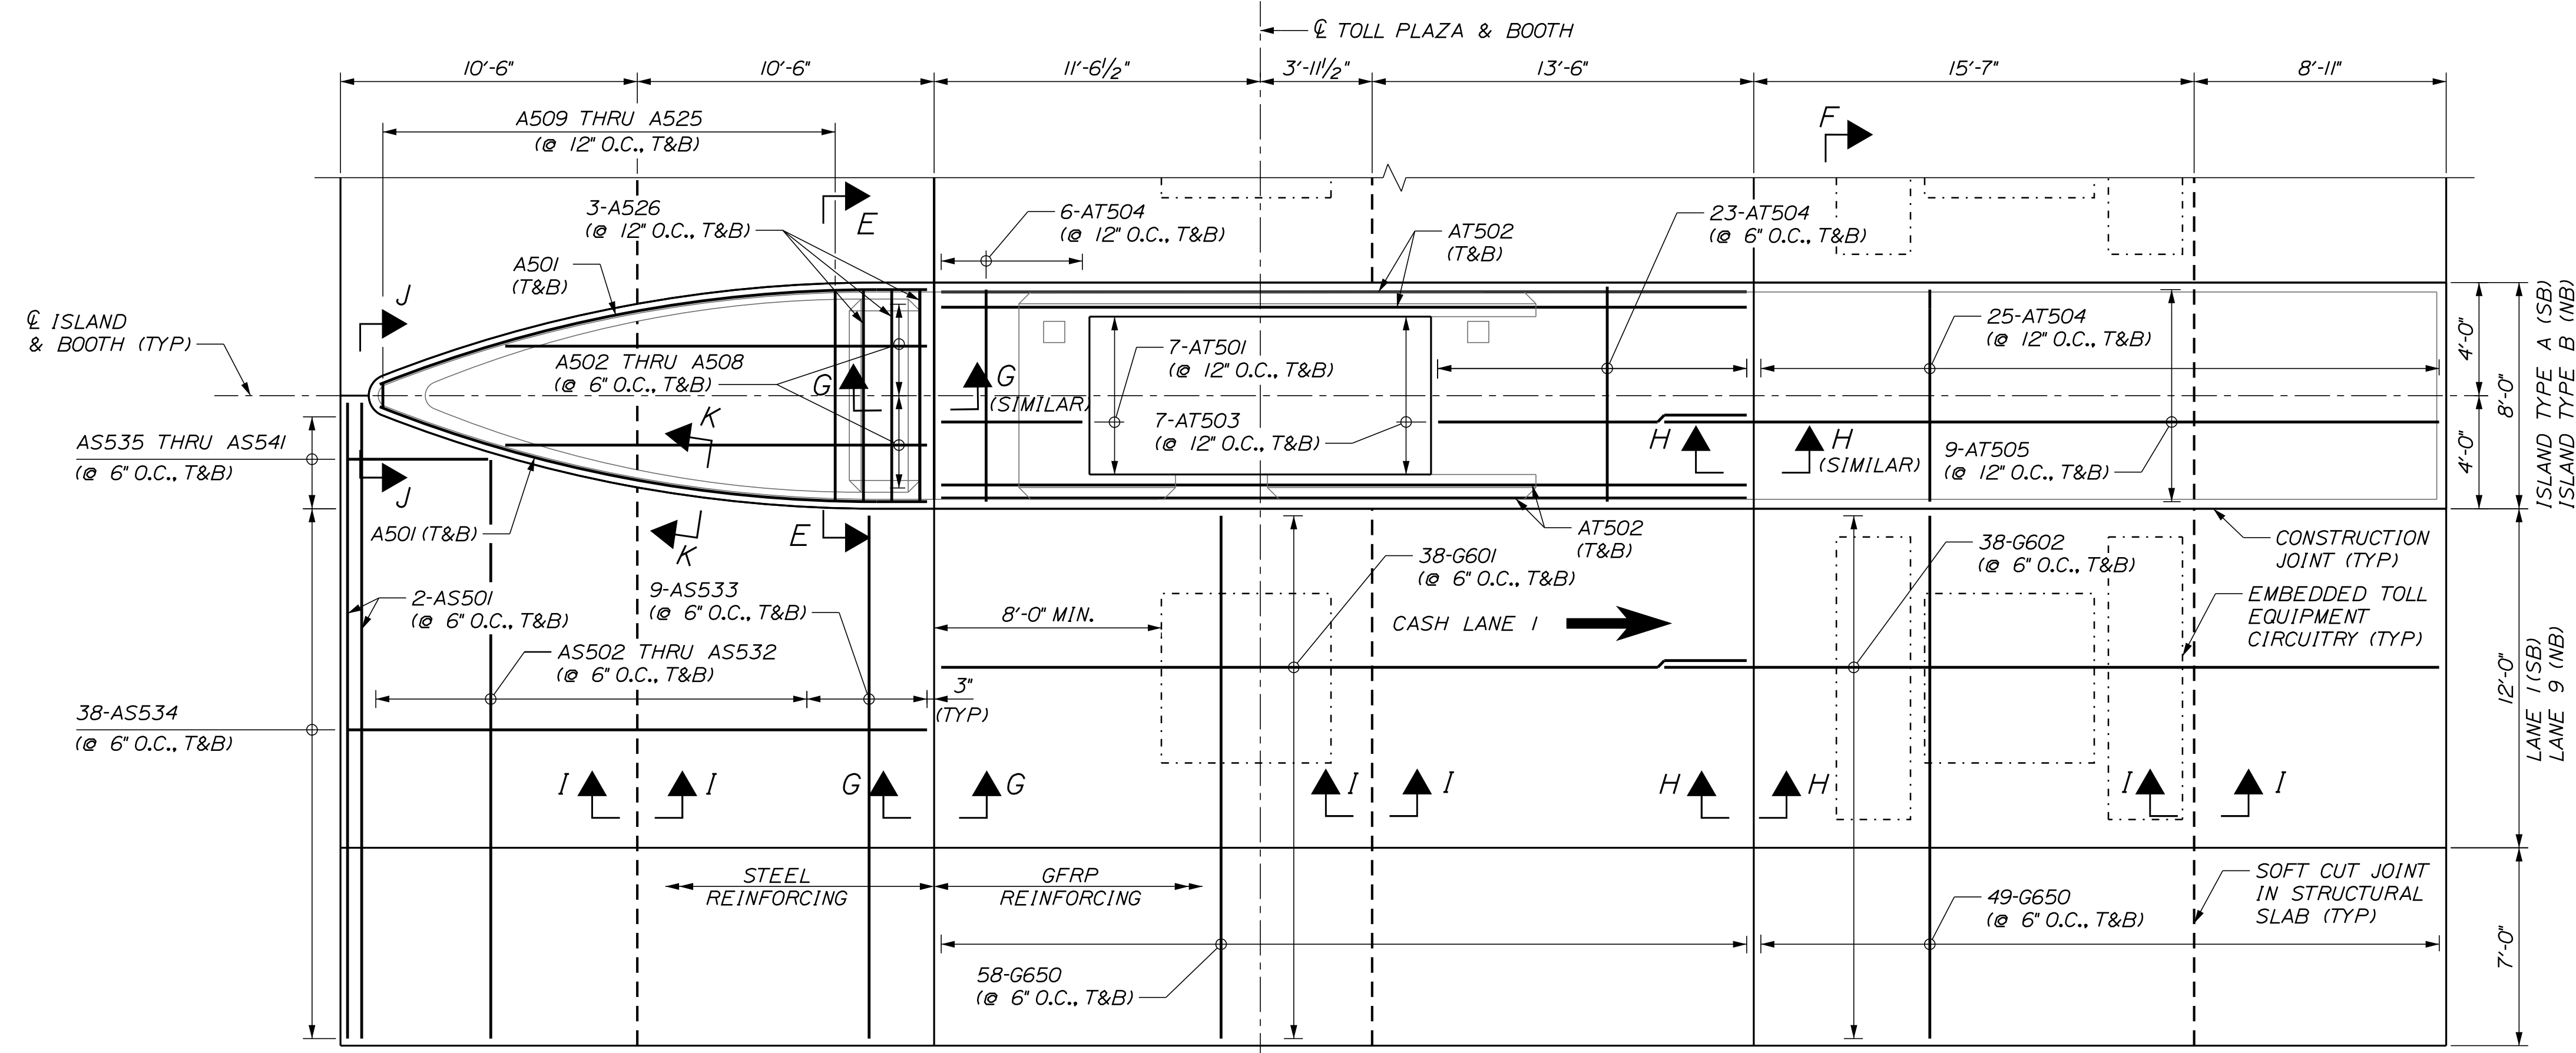 ℄ TOLL PLAZA & BOOTH
10'-6"
10'-6"
11'-6½"
3'-11½"
13'-6"
15'-7"
8'-11"
A509 THRU A525
(@ 12" O.C., T&B)
F
3-A526
(@ 12" O.C., T&B)
E
6-AT504
(@ 12" O.C., T&B)
AT502
(T&B)
23-AT504
(@ 6" O.C., T&B)
A501
(T&B)
J
℄ ISLAND
& BOOTH (TYP)
A502 THRU A508
(@ 6" O.C., T&B)
G
G
(SIMILAR)
7-AT501
(@ 12" O.C., T&B)
7-AT503
(@ 12" O.C., T&B)
25-AT504
(@ 12" O.C., T&B)
H
H
(SIMILAR)
9-AT505
(@ 12" O.C., T&B)
4'-0"
4'-0"
8'-0"
ISLAND TYPE A (SB)
ISLAND TYPE B (NB)
K
AS535 THRU AS541
(@ 6" O.C., T&B)
J
A501 (T&B)
K
E
AT502
(T&B)
CONSTRUCTION
JOINT (TYP)
38-G601
(@ 6" O.C., T&B)
38-G602
(@ 6" O.C., T&B)
2-AS501
(@ 6" O.C., T&B)
9-AS533
(@ 6" O.C., T&B)
8'-0" MIN.
CASH LANE 1
EMBEDDED TOLL
EQUIPMENT
CIRCUITRY (TYP)
AS502 THRU AS532
(@ 6" O.C., T&B)
3"
(TYP)
12'-0"
LANE 1 (SB)
LANE 9 (NB)
38-AS534
(@ 6" O.C., T&B)
I
I
G
G
I
I
H
H
I
I
STEEL
REINFORCING
GFRP
REINFORCING
SOFT CUT JOINT
IN STRUCTURAL
SLAB (TYP)
49-G650
(@ 6" O.C., T&B)
7'-0"
58-G650
(@ 6" O.C., T&B)